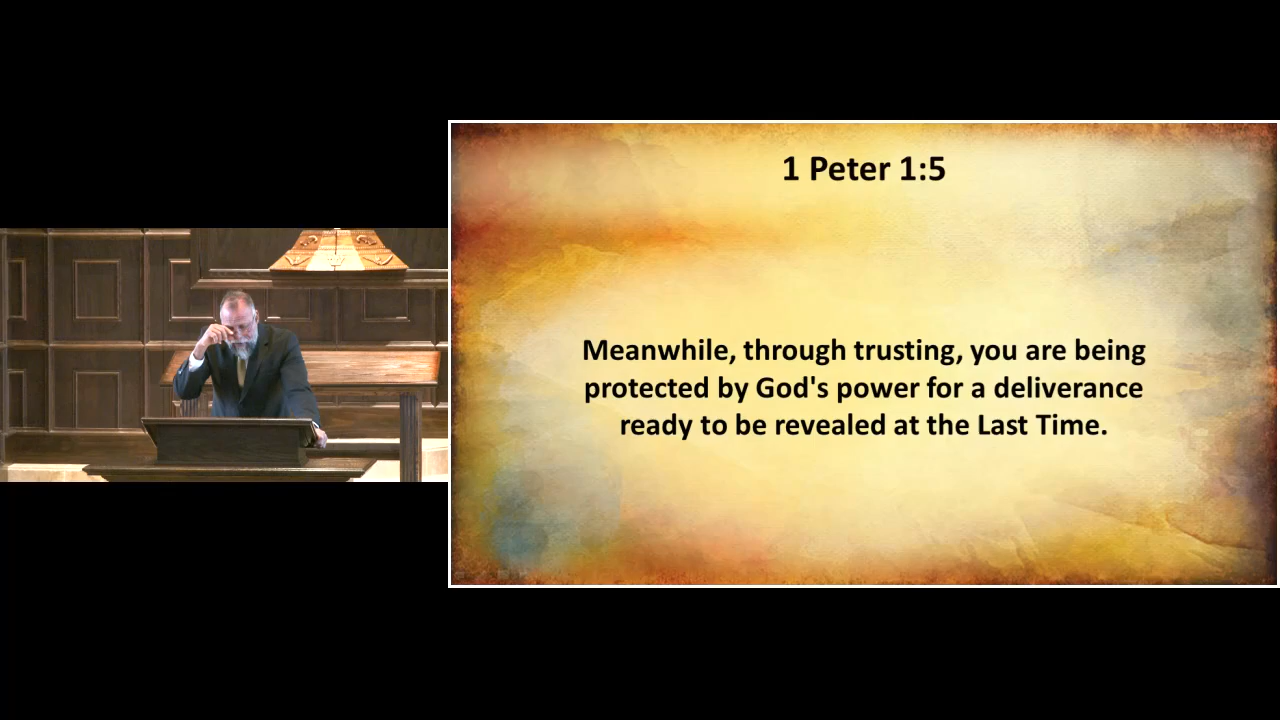 1 Peter 1:5
Meanwhile, through trusting, you are being
protected by God's power for a deliverance
ready to be revealed at the Last Time.